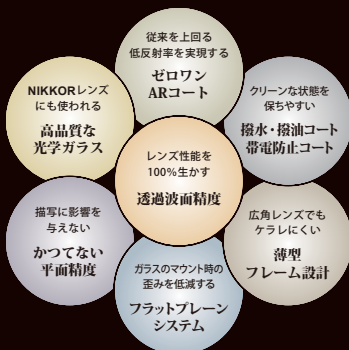 従来を上回る
低反射率を実現する
ゼロワン
ARコート
NIKKORレンズ
にも使われる
高品質な
光学ガラス
クリーンな状態を
保ちやすい
撥水・撥油コート
帯電防止コート
レンズ性能を
100%生かす
透過波面精度
描写に影響を
与えない
かつてない
平面精度
広角レンズでも
ケラレにくい
薄型
フレーム設計
ガラスのマウント時の
歪みを低減する
フラットプレーン
システム